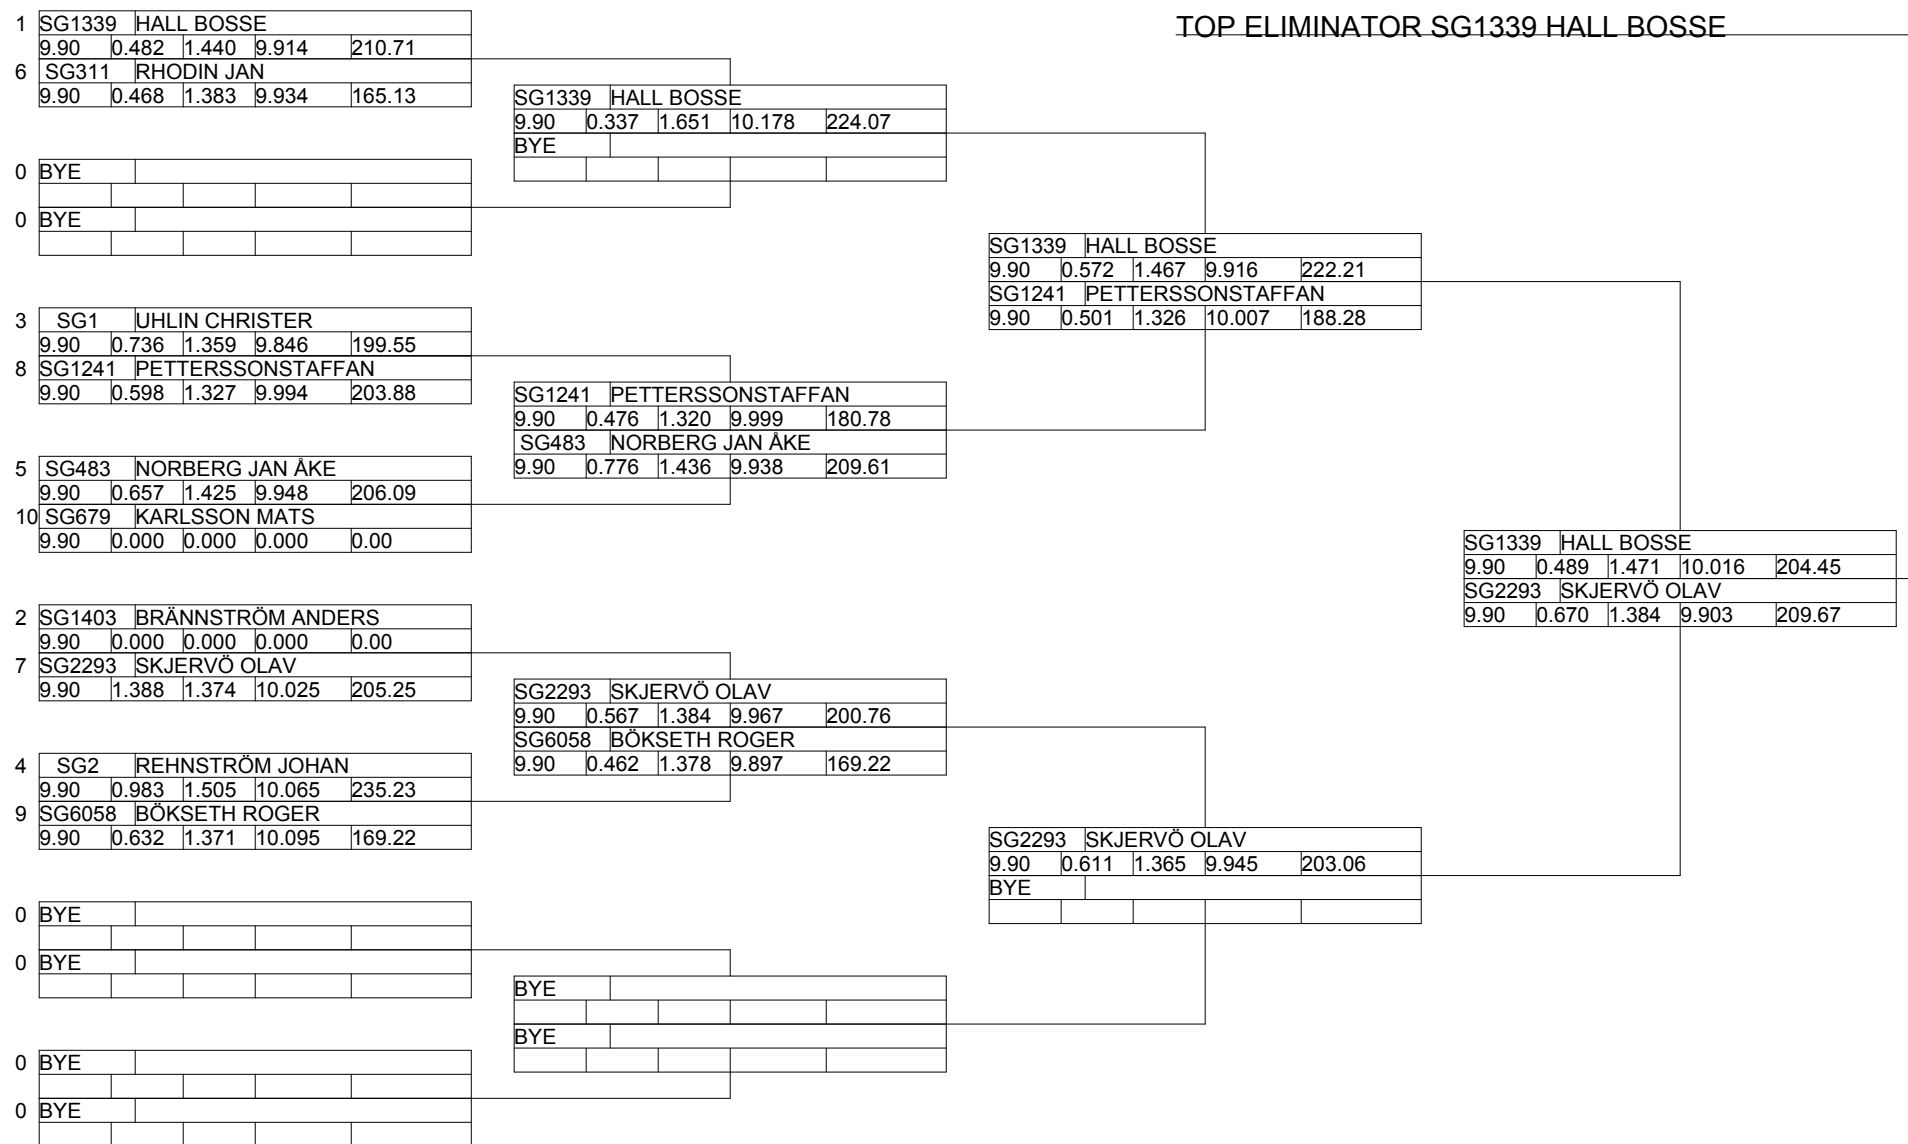 TOP ELIMINATOR SG1339 HALL BOSSE
1 SG1339 HALL BOSSE
9.90 0.482 1.440 9.914 210.71
6 SG311 RHODIN JAN
9.90 0.468 1.383 9.934 165.13
0 BYE
0 BYE
3 SG1 UHLIN CHRISTER
9.90 0.736 1.359 9.846 199.55
8 SG1241 PETTERSSONSTAFFAN
9.90 0.598 1.327 9.994 203.88
5 SG483 NORBERG JAN ÅKE
9.90 0.657 1.425 9.948 206.09
10 SG679 KARLSSON MATS
9.90 0.000 0.000 0.000 0.00
2 SG1403 BRÄNNSTRÖM ANDERS
9.90 0.000 0.000 0.000 0.00
7 SG2293 SKJERVÖ OLAV
9.90 1.388 1.374 10.025 205.25
4 SG2 REHNSTRÖM JOHAN
9.90 0.983 1.505 10.065 235.23
9 SG6058 BÖKSETH ROGER
9.90 0.632 1.371 10.095 169.22
0 BYE
0 BYE
0 BYE
0 BYE
SG1339 HALL BOSSE
9.90 0.337 1.651 10.178 224.07
BYE
SG1241 PETTERSSONSTAFFAN
9.90 0.476 1.320 9.999 180.78
SG483 NORBERG JAN ÅKE
9.90 0.776 1.436 9.938 209.61
SG2293 SKJERVÖ OLAV
9.90 0.567 1.384 9.967 200.76
SG6058 BÖKSETH ROGER
9.90 0.462 1.378 9.897 169.22
BYE
BYE
SG1339 HALL BOSSE
9.90 0.572 1.467 9.916 222.21
SG1241 PETTERSSONSTAFFAN
9.90 0.501 1.326 10.007 188.28
SG2293 SKJERVÖ OLAV
9.90 0.611 1.365 9.945 203.06
BYE
SG1339 HALL BOSSE
9.90 0.489 1.471 10.016 204.45
SG2293 SKJERVÖ OLAV
9.90 0.670 1.384 9.903 209.67